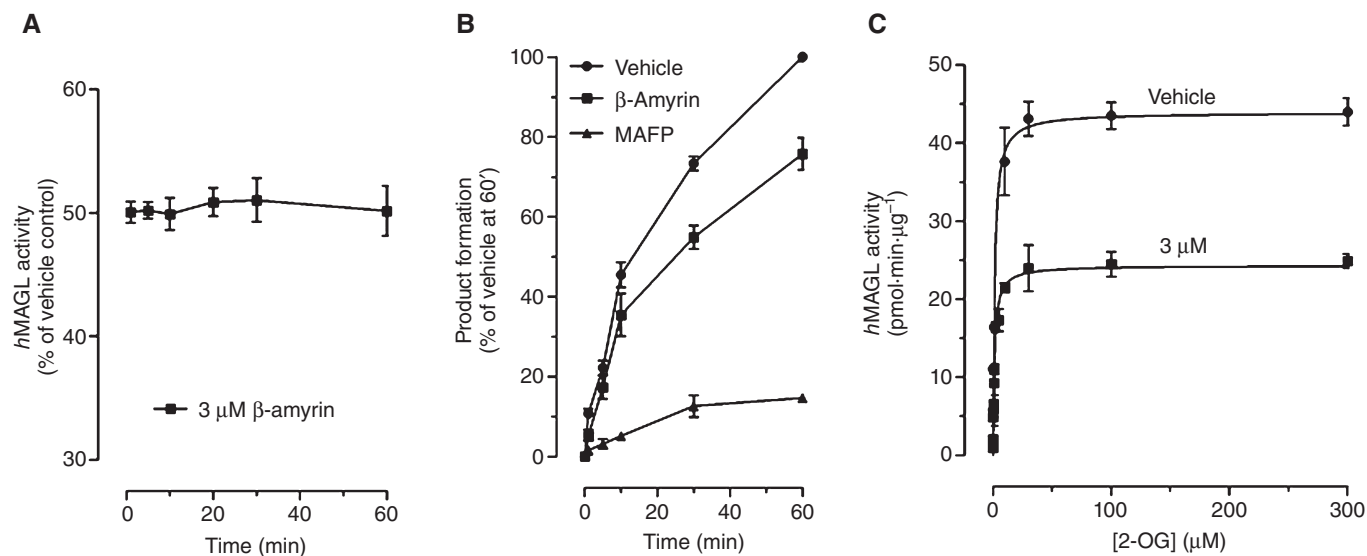 A
hMAGL activity
(% of vehicle control)
60
50
40
30
3 μM β-amyrin
0 20 40 60
Time (min)
B
Product formation
(% of vehicle at 60′)
100
80
60
40
20
0
Vehicle
β-Amyrin
MAFP
0 20 40 60
Time (min)
C
hMAGL activity
(pmol·min·μg⁻¹)
50
40
30
20
10
0
Vehicle
3 μM
0 100 200 300
[2-OG] (μM)